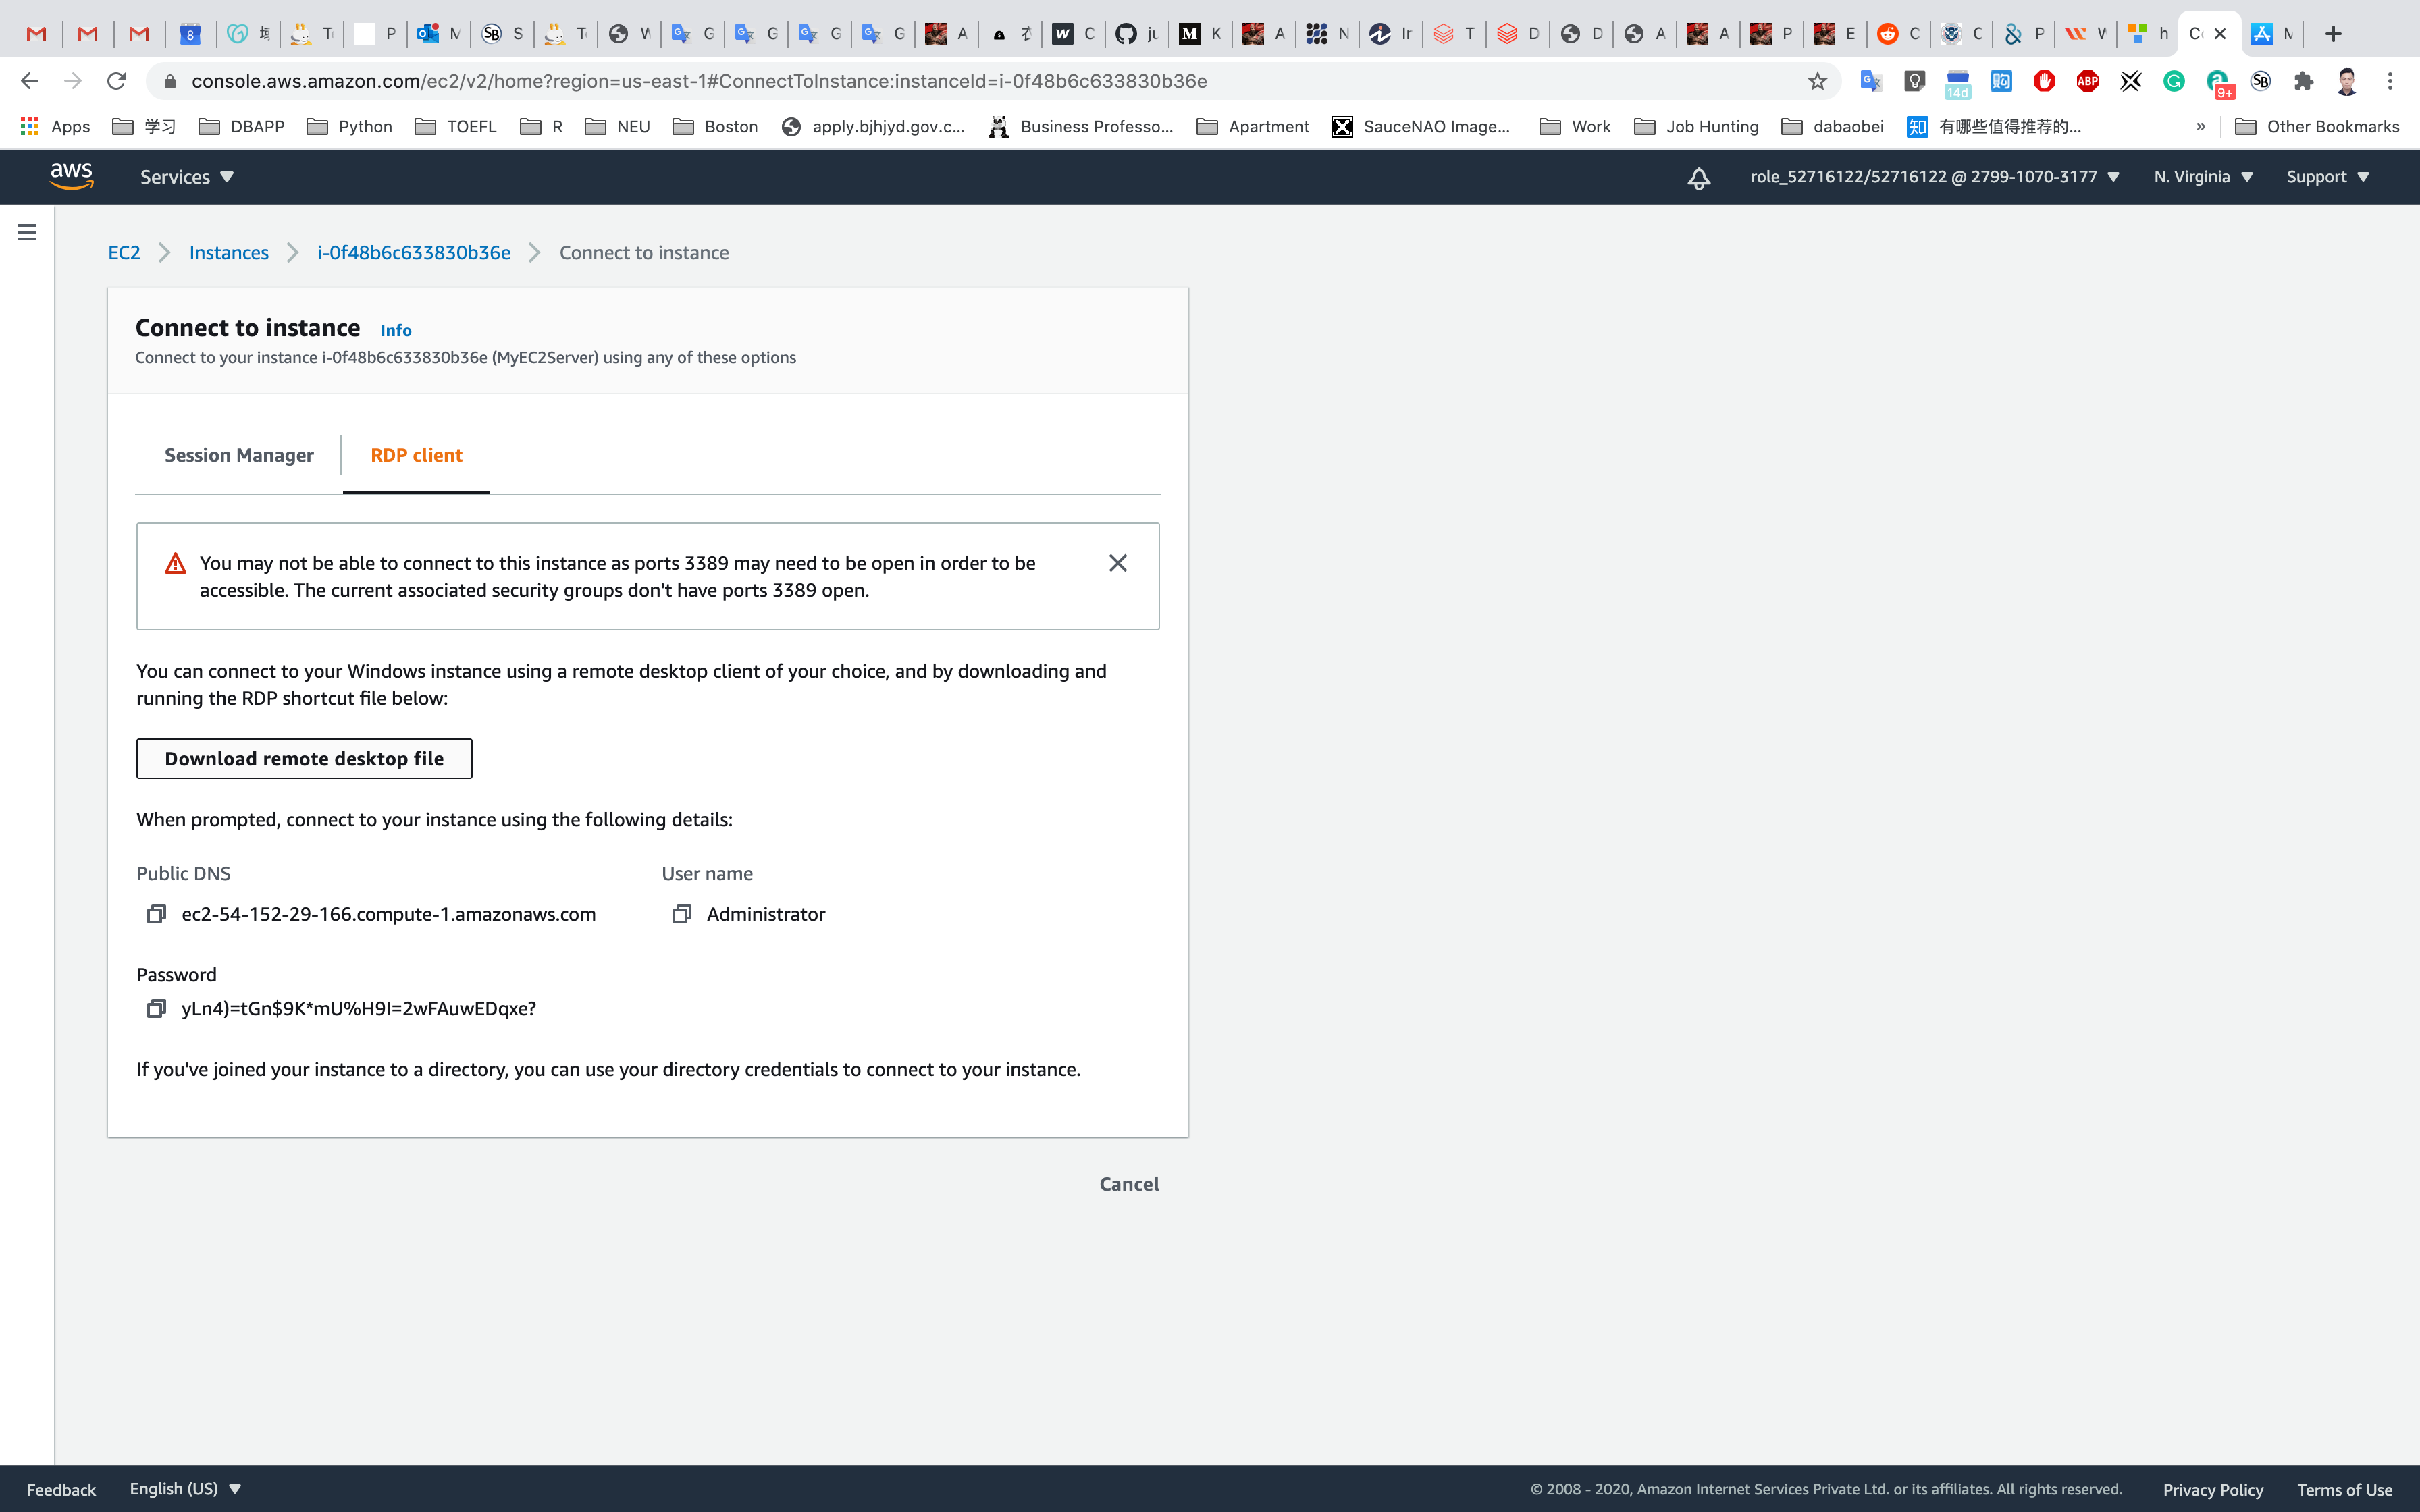 T
P
M
S
T
W
G
G
G
G
A
C
ju
K
A
N
Ir
T
D
D
A
A
P
E
C
C
P
W
h
Co
M
console.aws.amazon.com/ec2/v2/home?region=us-east-1#ConnectToInstance:instanceId=i-0f48b6c633830b36e
14d
ABP
9+
SB
Apps 学习 DBAPP Python TOEFL R NEU Boston apply.bjhjyd.gov.c... Business Professo... Apartment SauceNAO Image... Work Job Hunting dabaobei 知 有哪些值得推荐的... » Other Bookmarks
aws Services role_52716122/52716122 @ 2799-1070-3177 N. Virginia Support
EC2 Instances i-0f48b6c633830b36e Connect to instance
Connect to instance Info
Connect to your instance i-0f48b6c633830b36e (MyEC2Server) using any of these options
Session Manager RDP client
You may not be able to connect to this instance as ports 3389 may need to be open in order to be
accessible. The current associated security groups don't have ports 3389 open.
You can connect to your Windows instance using a remote desktop client of your choice, and by downloading and
running the RDP shortcut file below:
Download remote desktop file
When prompted, connect to your instance using the following details:
Public DNS User name
ec2-54-152-29-166.compute-1.amazonaws.com Administrator
Password
yLn4)=tGn$9K*mU%H9I=2wFAuwEDqxe?
If you've joined your instance to a directory, you can use your directory credentials to connect to your instance.
Cancel
Feedback English (US) © 2008 - 2020, Amazon Internet Services Private Ltd. or its affiliates. All rights reserved. Privacy Policy Terms of Use